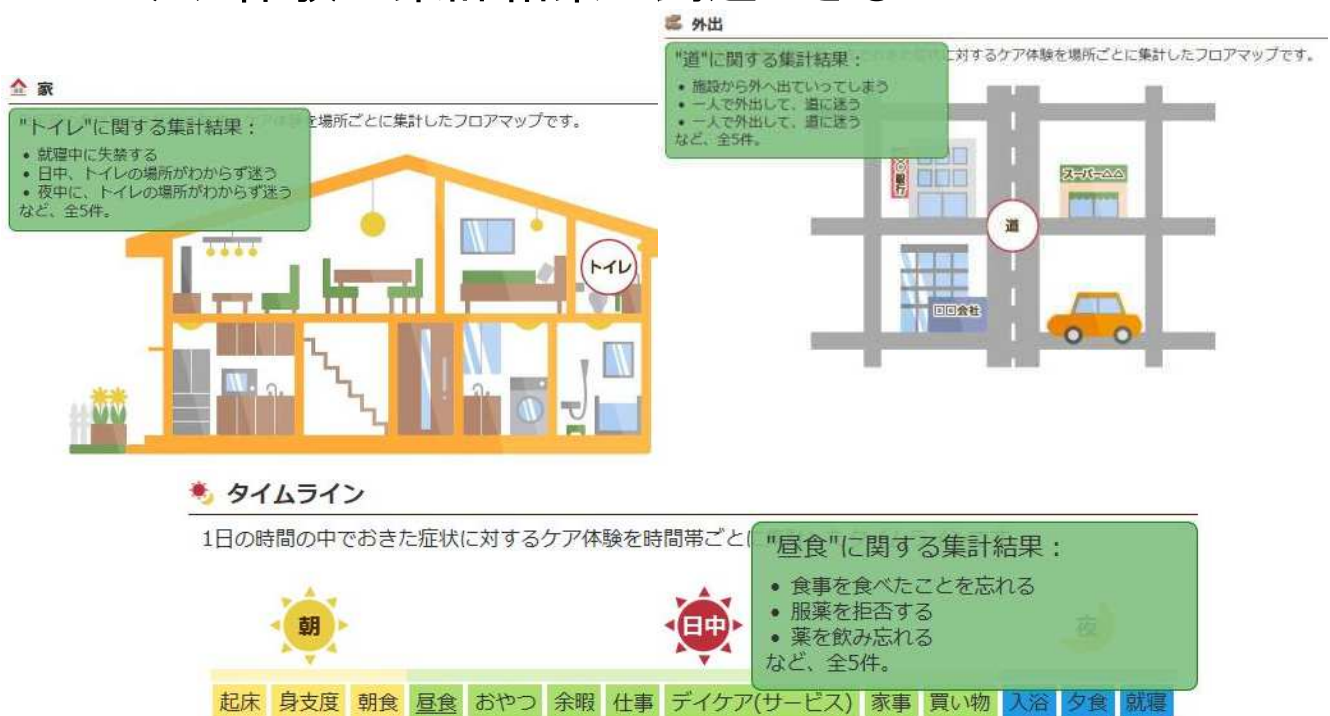 家
"トイレ"に関する集計結果：
を場所ごとに集計したフロアマップです。
• 就寝中に失禁する
• 日中、トイレの場所がわからず迷う
• 夜中に、トイレの場所がわからず迷う
など、全5件。
トイレ
外出
"道"に関する集計結果：
に対するケア体験を場所ごとに集計したフロアマップです。
• 施設から外へ出ていってしまう
• 一人で外出して、道に迷う
• 一人で外出して、道に迷う
など、全5件。
銀行
スーパー△△
道
口口会社
タイムライン
1日の時間の中でおきた症状に対するケア体験を時間帯ごとに
"昼食"に関する集計結果：
• 食事を食べたことを忘れる
• 服薬を拒否する
• 薬を飲み忘れる
など、全5件。
朝
日中
夜
起床 身支度 朝食 昼食 おやつ 余暇 仕事 デイケア(サービス) 家事 買い物 入浴 夕食 就寝